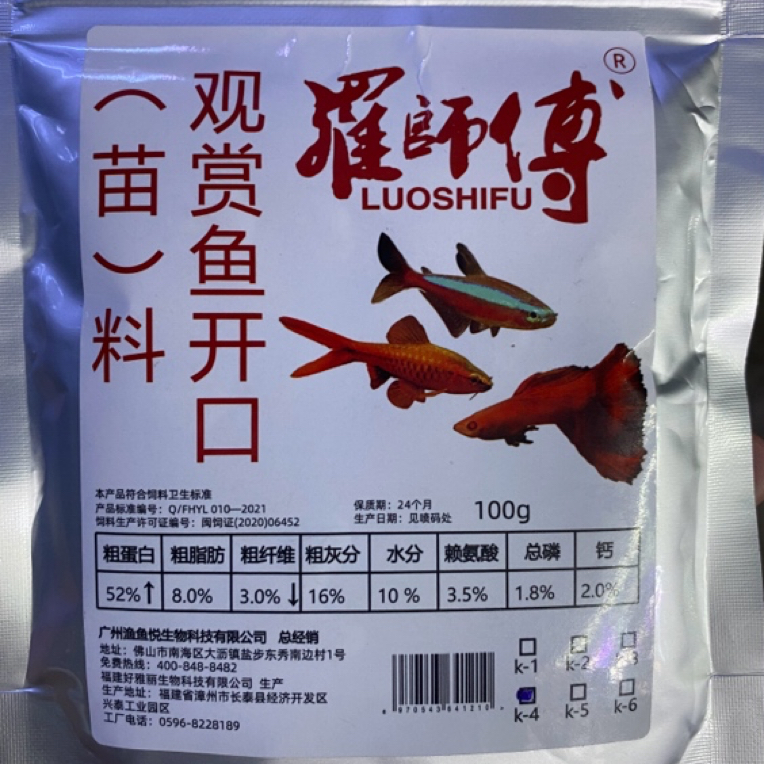 羅師傅
®
LUOSHIFU
观赏鱼开口
（苗）料
本产品符合饲料卫生标准
产品标准编号：Q/FHYL 010—2021
饲料生产许可证编号：闽饲证(2020)06452
保质期：24个月
生产日期：见喷码处
100g
粗蛋白 粗脂肪 粗纤维 粗灰分 水分 赖氨酸 总磷 钙
52%↑ 8.0% 3.0%↓ 16% 10 % 3.5% 1.8% 2.0%
广州渔鱼悦生物科技有限公司 总经销
地址：佛山市南海区大沥镇盐步东秀南边村1号
免费热线：400-848-8482
福建好雅丽生物科技有限公司 生产
生产地址：福建省漳州市长泰县经济开发区
兴泰工业园区
工厂电话：0596-8228189
6 970543 641210
k-1 k-2 k-3
k-4 k-5 k-6